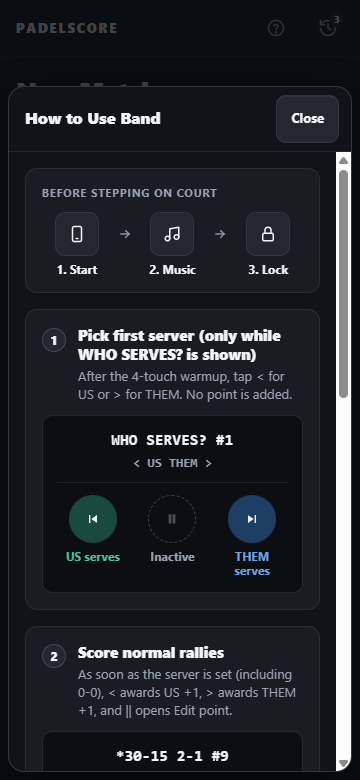 PADELSCORE
3
How to Use Band
Close
BEFORE STEPPING ON COURT
1. Start
2. Music
3. Lock
1
Pick first server (only while
WHO SERVES? is shown)
After the 4-touch warmup, tap < for
US or > for THEM. No point is added.
WHO SERVES? #1
< US THEM >
US serves
Inactive
THEM
serves
2
Score normal rallies
As soon as the server is set (including
0-0), < awards US +1, > awards THEM
+1, and || opens Edit point.
*30-15 2-1 #9